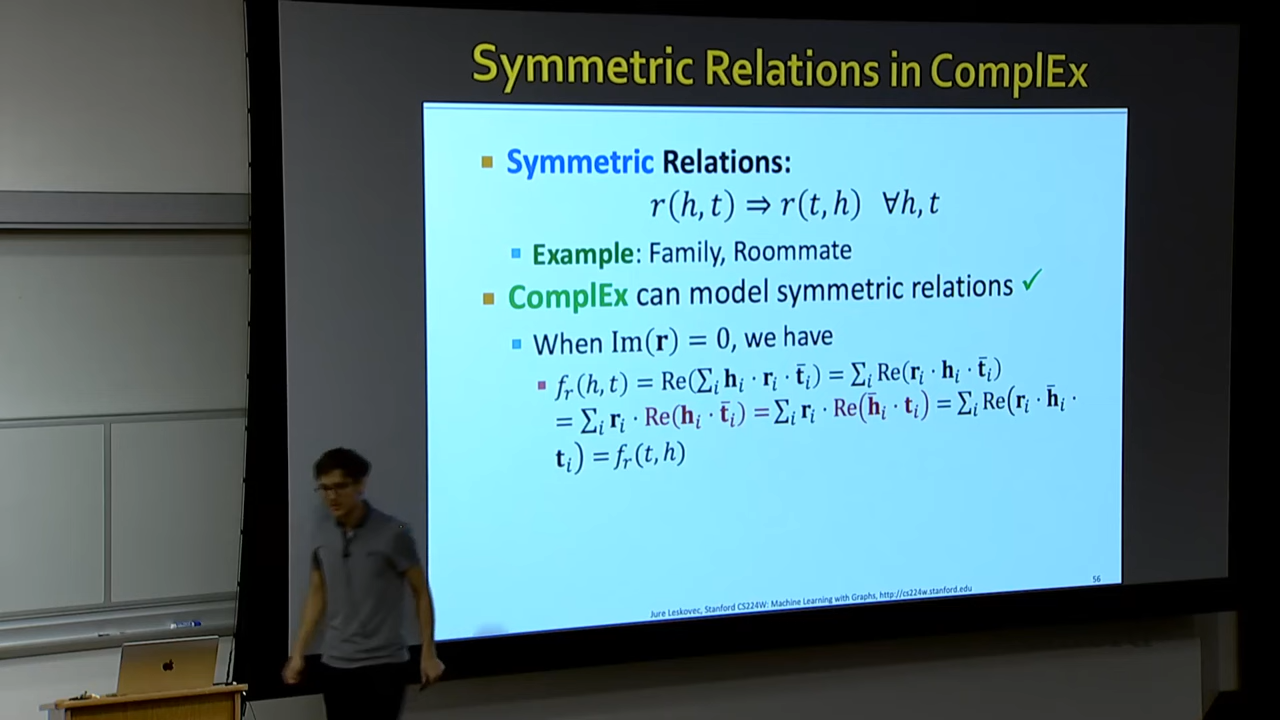 Symmetric Relations in ComplEx
Symmetric Relations:
r(h, t) ⇒ r(t, h) ∀h, t
Example: Family, Roommate
ComplEx can model symmetric relations ✓
When Im(𝐫) = 0, we have
f_r(h, t) = Re(∑_i 𝐡_i · 𝐫_i · 𝐭̄_i) = ∑_i Re(𝐫_i · 𝐡_i · 𝐭̄_i)
= ∑_i 𝐫_i · Re(𝐡_i · 𝐭̄_i) = ∑_i 𝐫_i · Re(𝐡̄_i · 𝐭_i) = ∑_i Re(𝐫_i · 𝐡̄_i ·
𝐭_i) = f_r(t, h)
56
Jure Leskovec, Stanford CS224W: Machine Learning with Graphs, http://cs224w.stanford.edu